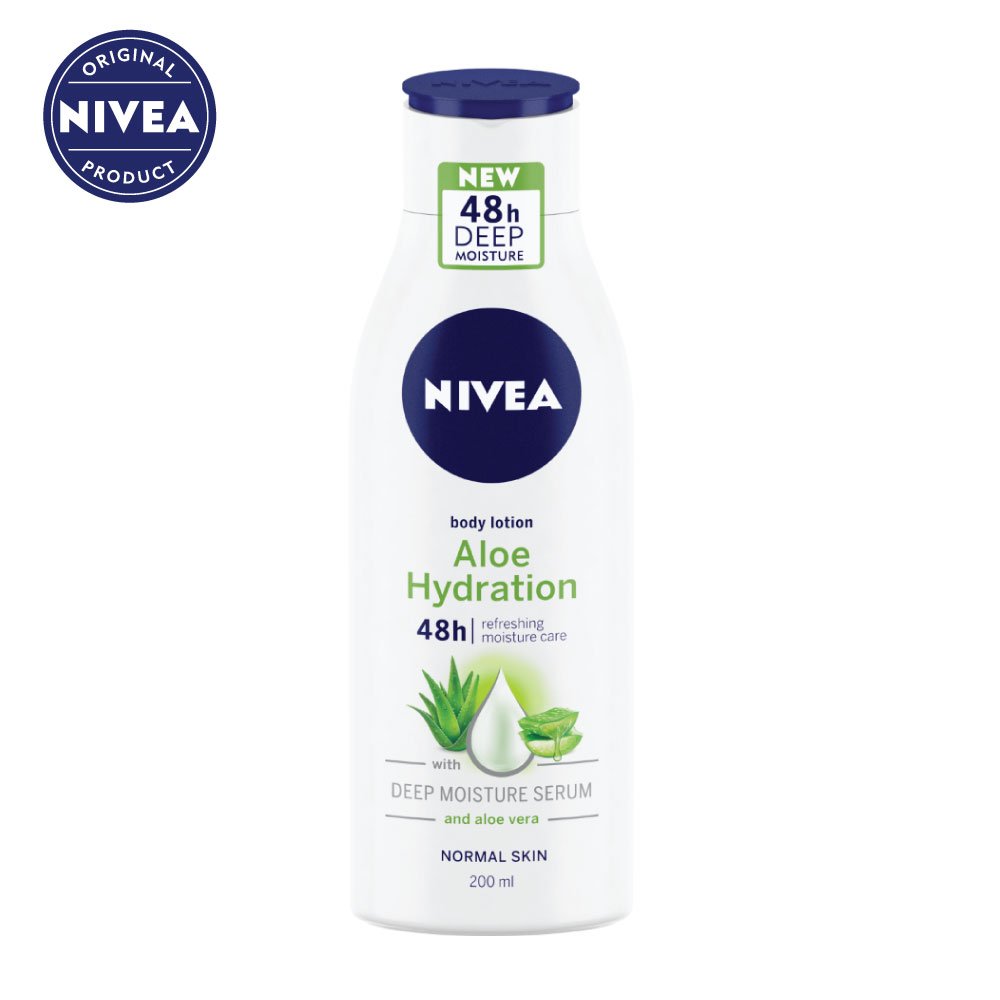 ORIGINAL
NIVEA
PRODUCT
NIVEA
NEW
48h
DEEP
MOISTURE
NIVEA
body lotion
Aloe
Hydration
48h refreshing
moisture care
with
DEEP MOISTURE SERUM
and aloe vera
NORMAL SKIN
200 ml